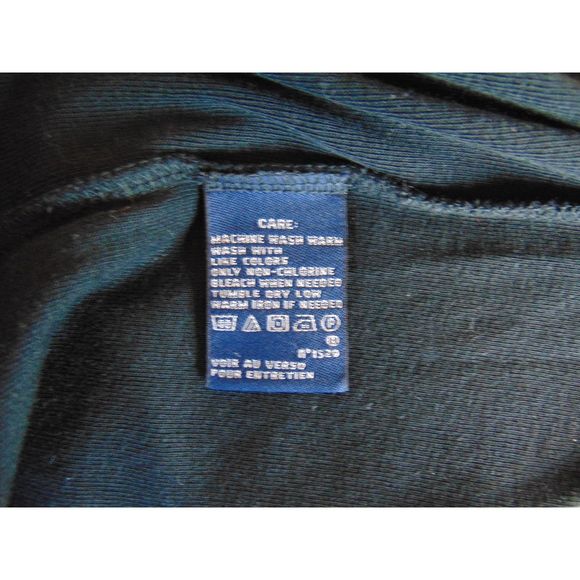 CARE:
MACHINE WASH WARM
WASH WITH
LIKE COLORS
ONLY NON-CHLORINE
BLEACH WHEN NEEDED
TUMBLE DRY LOW
WARM IRON IF NEEDED
N°1529
VOIR AU VERSO
POUR ENTRETIEN